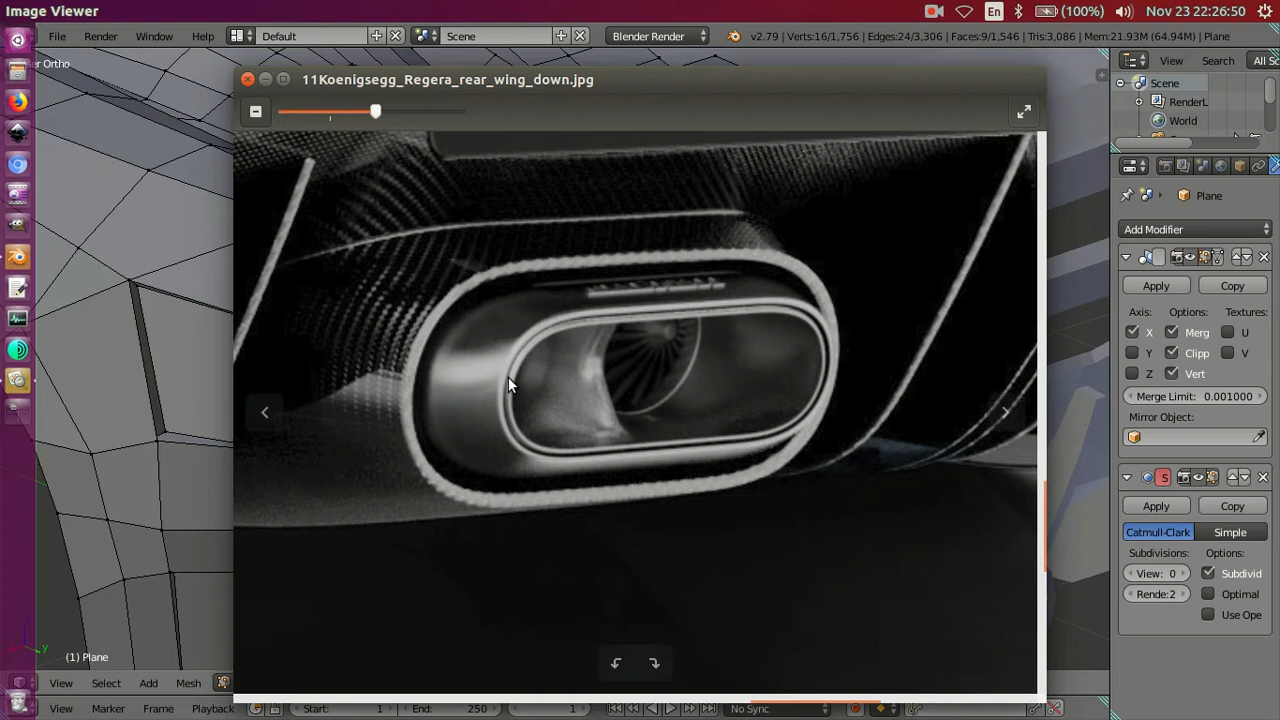 Image Viewer
En (100%) Nov 23 22:26:50
File Render Window Help Default Scene Blender Render v2.79 | Verts:16/1,756 | Edges:24/3,306 | Faces:9/1,546 | Tris:3,086 | Mem:21.93M (64.94M) | Plane
ser Ortho
11Koenigsegg_Regera_rear_wing_down.jpg
View Search All Sc
Scene
RenderL
World
Plane
Add Modifier
Apply Copy
Axis: Options: Textures:
X Merg U
Y Clipp V
Z Vert
Merge Limit: 0.001000
Mirror Object:
S
Apply Copy
Catmull-Clark Simple
Subdivisions: Options:
View: 0 Subdivid
Rende:2 Optimal
Use Ope
(1) Plane
View Select Add Mesh
View Marker Frame Playback Start: 1 End: 250 1 No Sync